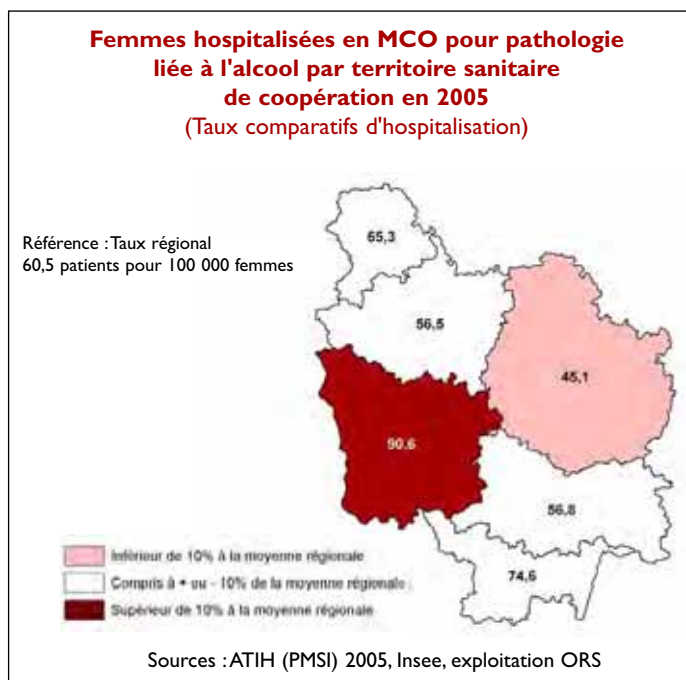 Femmes hospitalisées en MCO pour pathologie
liée à l'alcool par territoire sanitaire
de coopération en 2005
(Taux comparatifs d'hospitalisation)
Référence : Taux régional
60,5 patients pour 100 000 femmes
65,3
56,5
45,1
90,6
56,8
74,6
Inférieur de 10% à la moyenne régionale
Compris à + ou - 10% de la moyenne régionale
Supérieur de 10% à la moyenne régionale
Sources : ATIH (PMSI) 2005, Insee, exploitation ORS